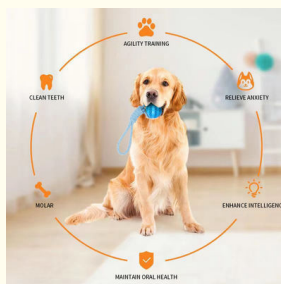 AGILITY TRAINING
CLEAN TEETH
RELIEVE ANXIETY
MOLAR
ENHANCE INTELLIGENC
MAINTAIN ORAL HEALTH